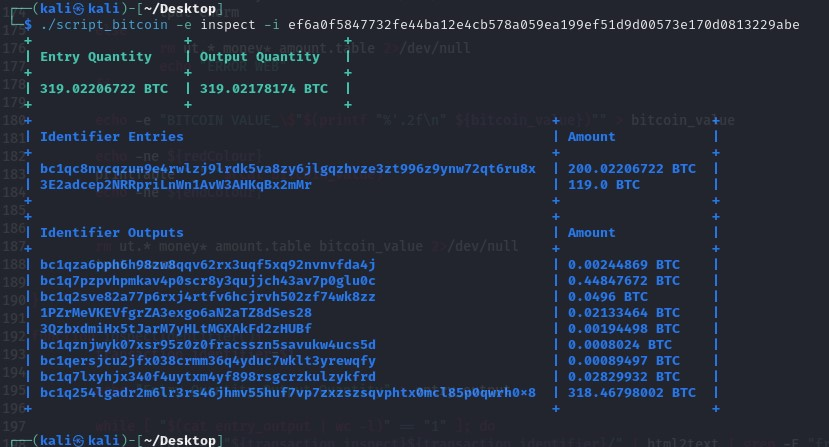 (kali㉿kali)-[~/Desktop]
$ ./script_bitcoin -e inspect -i ef6a0f5847732fe44ba12e4cb578a059ea199ef51d9d00573e170d0813229abe
Entry Quantity | Output Quantity
319.02206722 BTC | 319.02178174 BTC
Identifier Entries | Amount
bc1qc8nvcqzun9e4rwlzj9lrdk5va8zy6jlgqzhvze3zt996z9ynw72qt6ru8x | 200.02206722 BTC
3E2adcep2NRRpriLnWn1AvW3AHKqBx2mMr | 119.0 BTC
Identifier Outputs | Amount
bc1qza6pph6h98zw8qqv62rx3uqf5xq92nvnvfda4j | 0.00244869 BTC
bc1q7pzpvhpmkav4p0scr8y3qujjch43av7p0glu0c | 0.44847672 BTC
bc1q2sve82a77p6rxj4rtfv6hcjrvh502zf74wk8zz | 0.0496 BTC
1PZrMeVKEVfgrZA3exgo6aN2aTZ8dSes28 | 0.02133464 BTC
3QzbxdmiHx5tJarM7yHLtMGXAkFd2zHUBf | 0.00194498 BTC
bc1qznjwyk07xsr95z0z0fracsszn5savukw4ucs5d | 0.0008024 BTC
bc1qersjcu2jfx038crmm36q4yduc7wklt3yrewqfy | 0.00089497 BTC
bc1q7lxyhjx340f4uytxm4yf898rsgcrzkulzykfrd | 0.02829932 BTC
bc1q254lgadr2m6lr3rs46jhmv55huf7vp7zxzszsqvphtx0mcl85p0qwrh0×8 | 318.46798002 BTC
(kali㉿kali)-[~/Desktop]